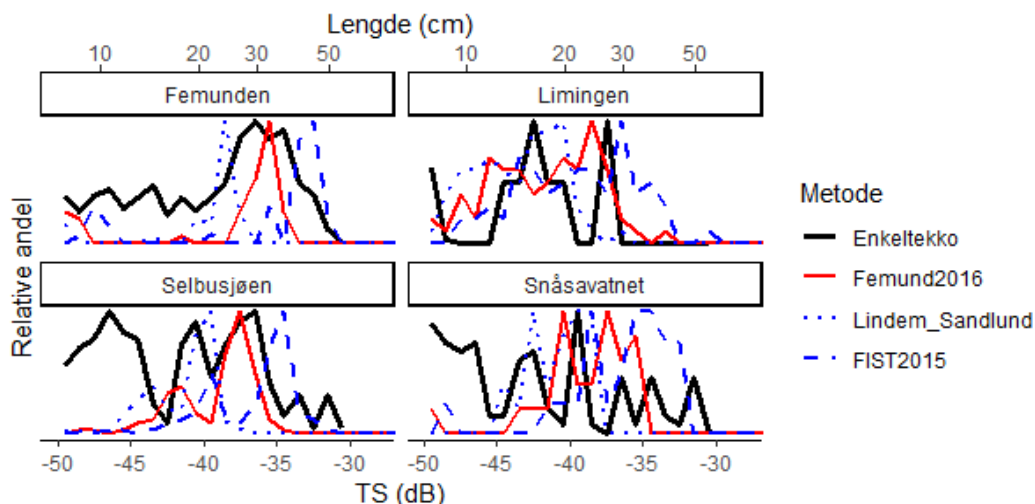 Lengde (cm)
10 20 30 50 10 20 30 50
Femunden Limingen
Selbusjøen Snåsavatnet
Relative andel
-50 -45 -40 -35 -30 -50 -45 -40 -35 -30
TS (dB)
Metode
Enkeltekko
Femund2016
Lindem_Sandlund
FIST2015